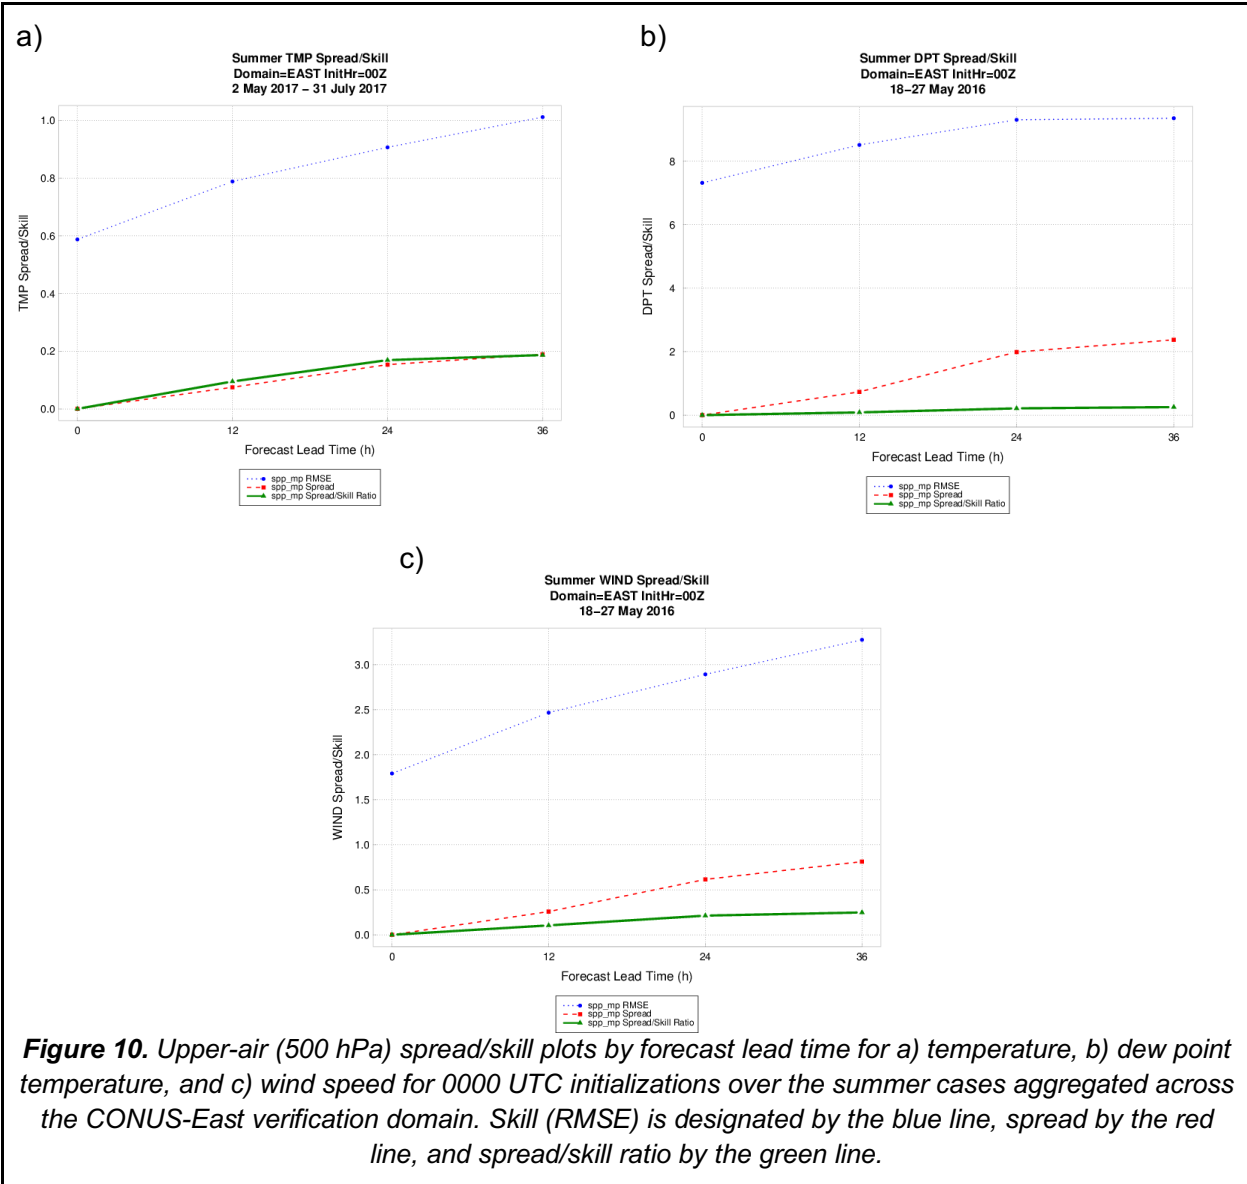 a)
Summer TMP Spread/Skill
Domain=EAST InitHr=00Z
2 May 2017 − 31 July 2017
TMP Spread/Skill
1.0
0.8
0.6
0.4
0.2
0.0
0
12
24
36
Forecast Lead Time (h)
spp_mp RMSE
spp_mp Spread
spp_mp Spread/Skill Ratio
b)
Summer DPT Spread/Skill
Domain=EAST InitHr=00Z
18−27 May 2016
DPT Spread/Skill
8
6
4
2
0
0
12
24
36
Forecast Lead Time (h)
spp_mp RMSE
spp_mp Spread
spp_mp Spread/Skill Ratio
c)
Summer WIND Spread/Skill
Domain=EAST InitHr=00Z
18−27 May 2016
WIND Spread/Skill
3.0
2.5
2.0
1.5
1.0
0.5
0.0
0
12
24
36
Forecast Lead Time (h)
spp_mp RMSE
spp_mp Spread
spp_mp Spread/Skill Ratio
Figure 10. Upper-air (500 hPa) spread/skill plots by forecast lead time for a) temperature, b) dew point
temperature, and c) wind speed for 0000 UTC initializations over the summer cases aggregated across
the CONUS-East verification domain. Skill (RMSE) is designated by the blue line, spread by the red
line, and spread/skill ratio by the green line.